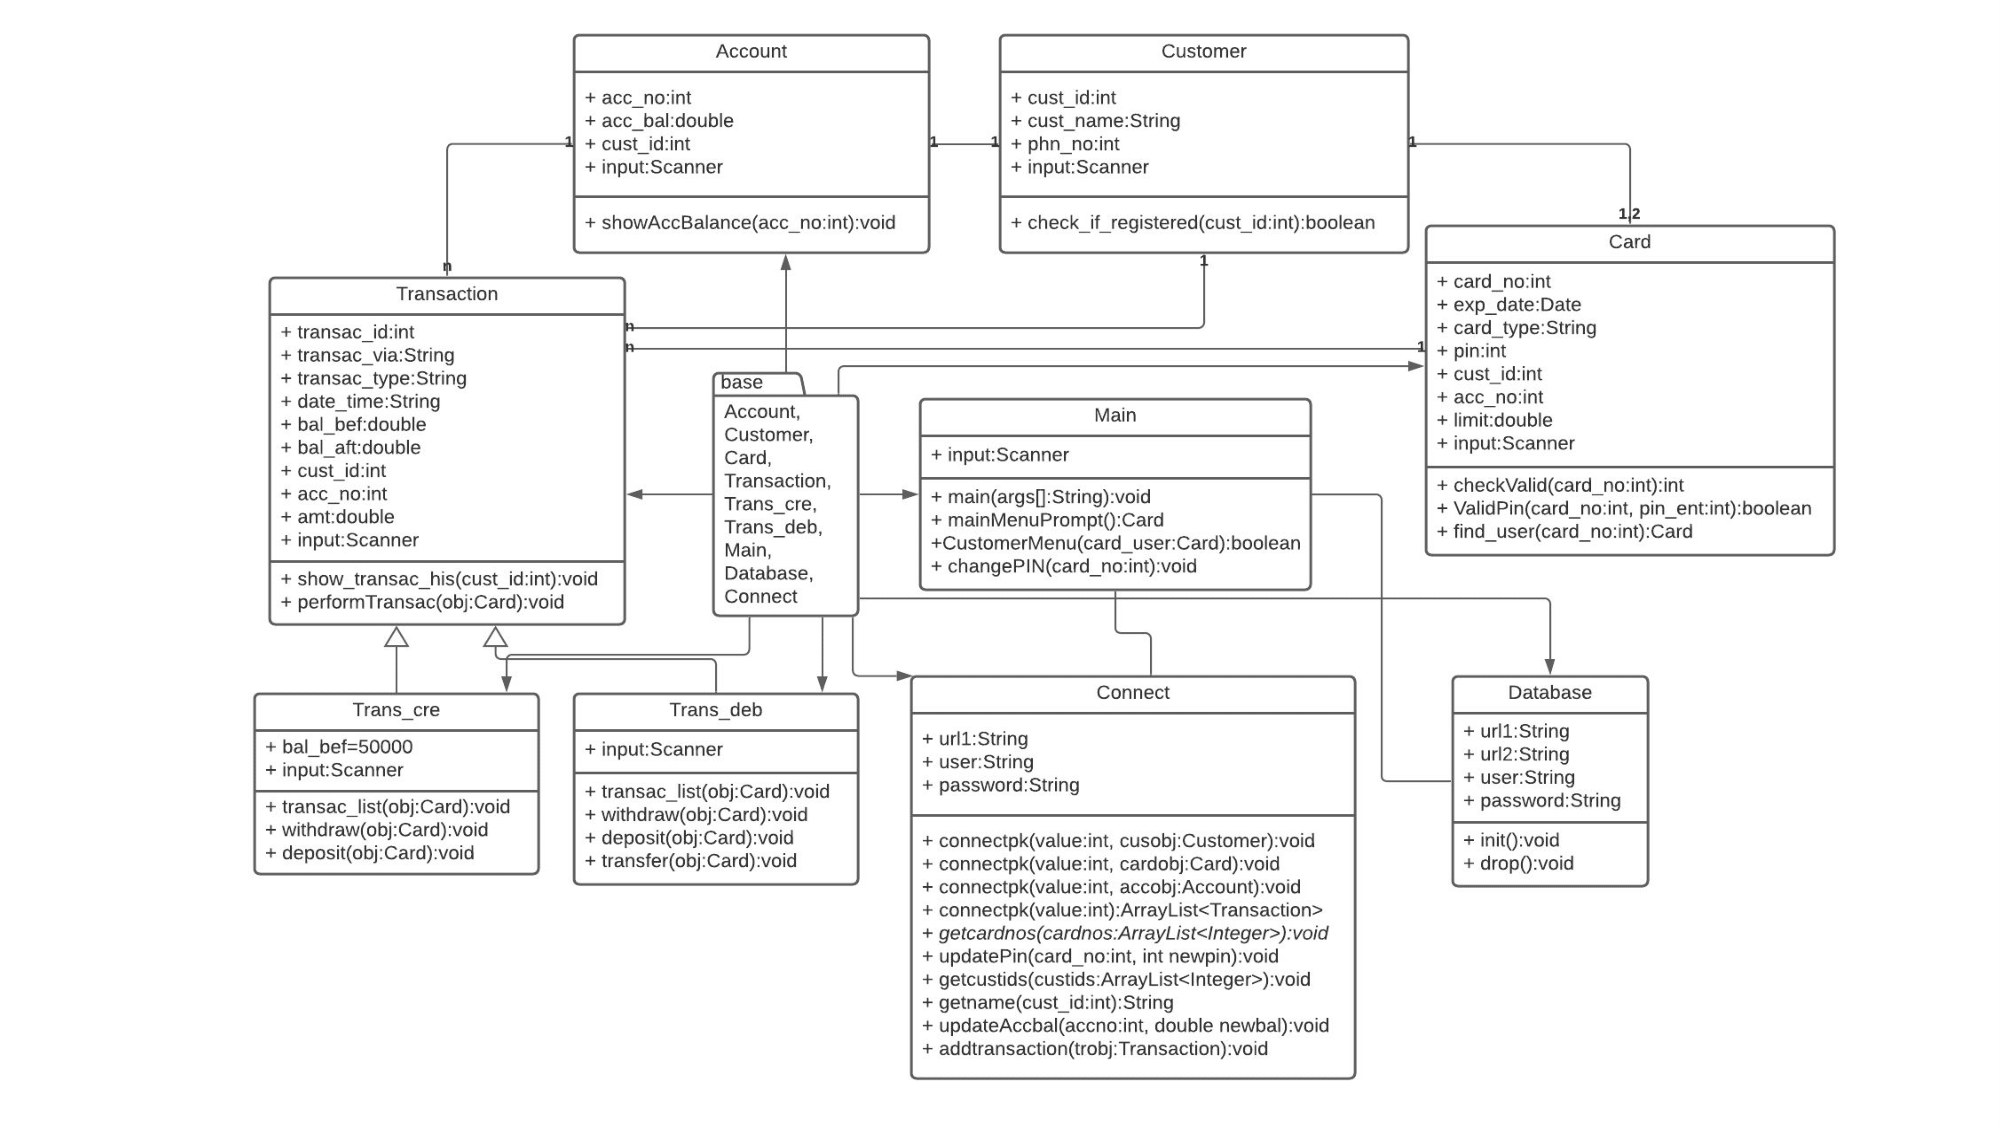 Account
+ acc_no:int
+ acc_bal:double
+ cust_id:int
+ input:Scanner
+ showAccBalance(acc_no:int):void
Customer
+ cust_id:int
+ cust_name:String
+ phn_no:int
+ input:Scanner
+ check_if_registered(cust_id:int):boolean
1
1
1
1
1,2
n
1
n
n
1
Card
+ card_no:int
+ exp_date:Date
+ card_type:String
+ pin:int
+ cust_id:int
+ acc_no:int
+ limit:double
+ input:Scanner
+ checkValid(card_no:int):int
+ ValidPin(card_no:int, pin_ent:int):boolean
+ find_user(card_no:int):Card
Transaction
+ transac_id:int
+ transac_via:String
+ transac_type:String
+ date_time:String
+ bal_bef:double
+ bal_aft:double
+ cust_id:int
+ acc_no:int
+ amt:double
+ input:Scanner
+ show_transac_his(cust_id:int):void
+ performTransac(obj:Card):void
base
Account,
Customer,
Card,
Transaction,
Trans_cre,
Trans_deb,
Main,
Database,
Connect
Main
+ input:Scanner
+ main(args[]:String):void
+ mainMenuPrompt():Card
+CustomerMenu(card_user:Card):boolean
+ changePIN(card_no:int):void
Trans_cre
+ bal_bef=50000
+ input:Scanner
+ transac_list(obj:Card):void
+ withdraw(obj:Card):void
+ deposit(obj:Card):void
Trans_deb
+ input:Scanner
+ transac_list(obj:Card):void
+ withdraw(obj:Card):void
+ deposit(obj:Card):void
+ transfer(obj:Card):void
Connect
+ url1:String
+ user:String
+ password:String
+ connectpk(value:int, cusobj:Customer):void
+ connectpk(value:int, cardobj:Card):void
+ connectpk(value:int, accobj:Account):void
+ connectpk(value:int):ArrayList<Transaction>
+ getcardnos(cardnos:ArrayList<Integer>):void
+ updatePin(card_no:int, int newpin):void
+ getcustids(custids:ArrayList<Integer>):void
+ getname(cust_id:int):String
+ updateAccbal(accno:int, double newbal):void
+ addtransaction(trobj:Transaction):void
Database
+ url1:String
+ url2:String
+ user:String
+ password:String
+ init():void
+ drop():void